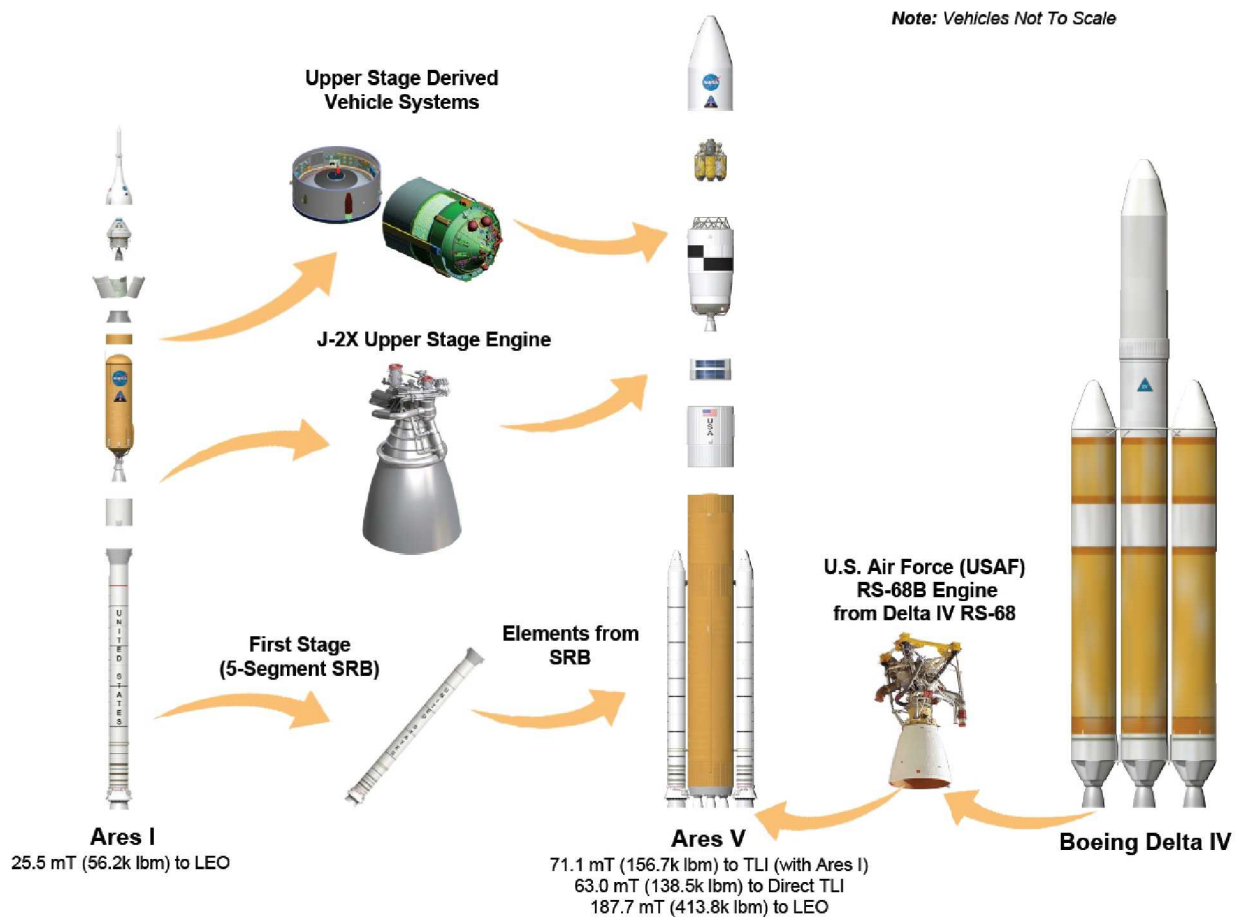 Note: Vehicles Not To Scale
Upper Stage Derived
Vehicle Systems
J-2X Upper Stage Engine
USA
U.S. Air Force (USAF)
RS-68B Engine
from Delta IV RS-68
UNITED STATES
First Stage
(5-Segment SRB)
Elements from
SRB
Ares I
25.5 mT (56.2k lbm) to LEO
Ares V
71.1 mT (156.7k lbm) to TLI (with Ares I)
63.0 mT (138.5k lbm) to Direct TLI
187.7 mT (413.8k lbm) to LEO
Boeing Delta IV